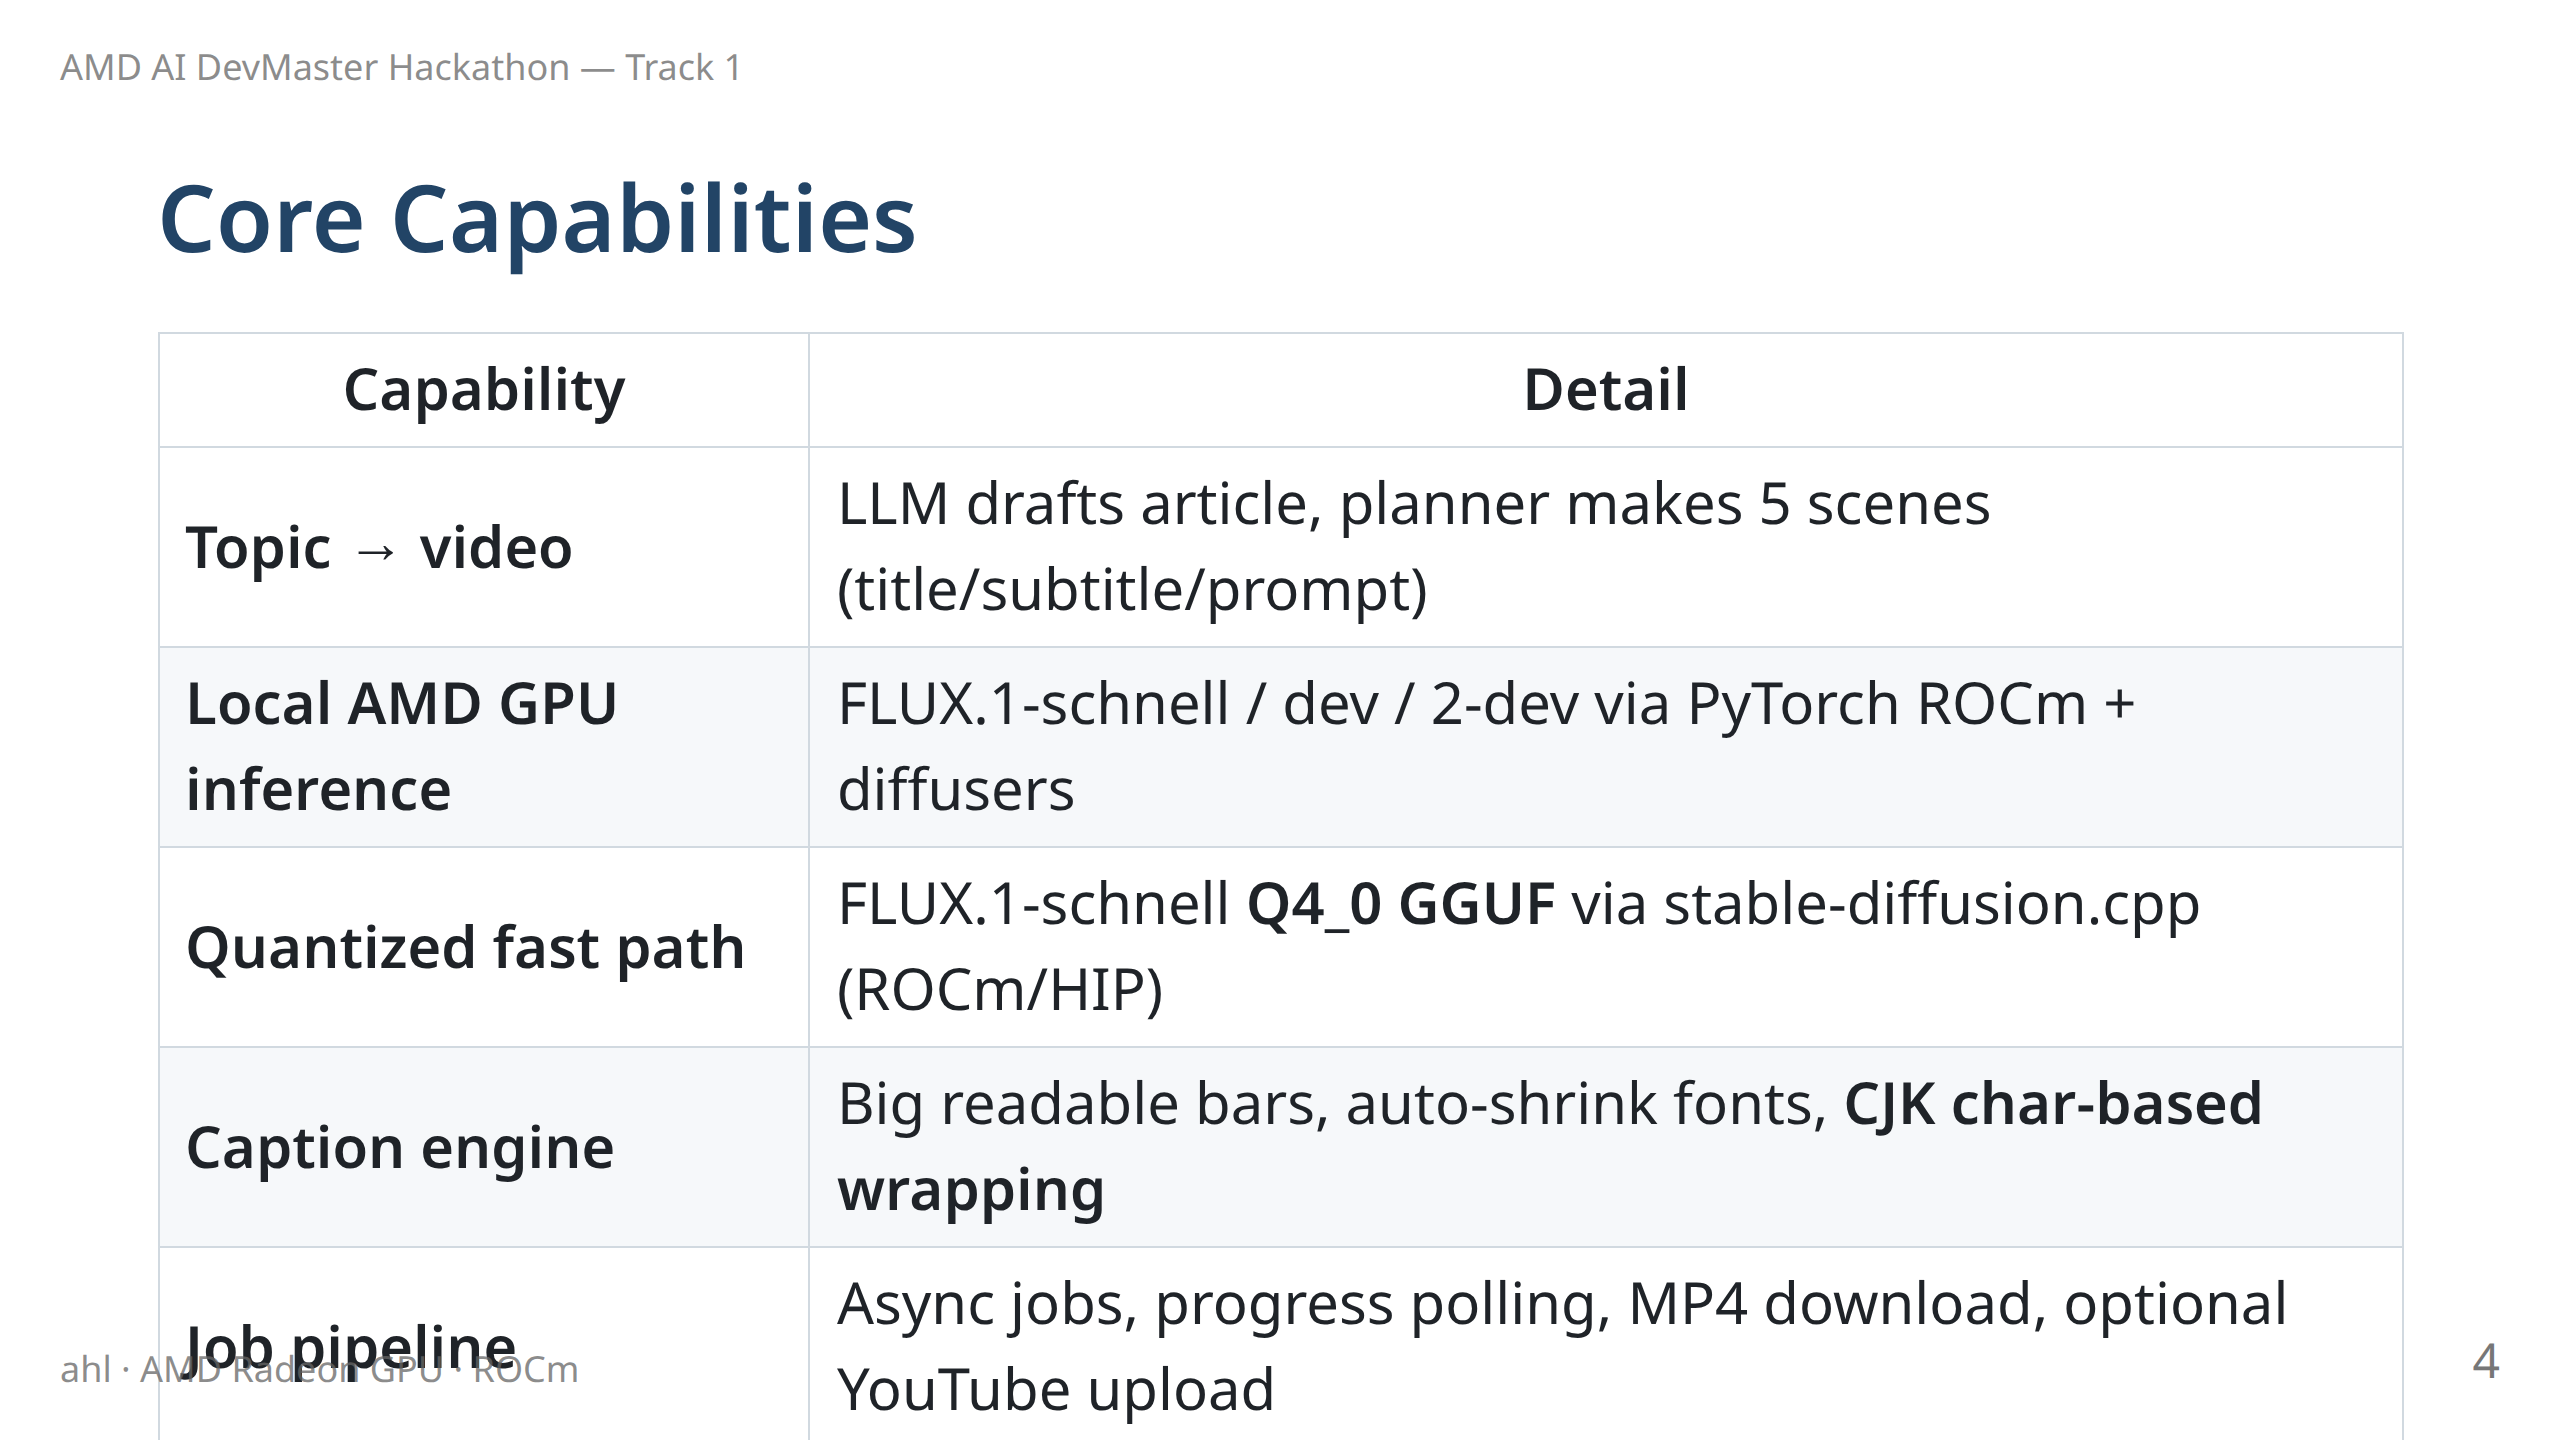 AMD AI DevMaster Hackathon — Track 1
Core Capabilities
Capability
Detail
Topic → video
LLM drafts article, planner makes 5 scenes
(title/subtitle/prompt)
Local AMD GPU
inference
FLUX.1-schnell / dev / 2-dev via PyTorch ROCm +
diffusers
Quantized fast path
FLUX.1-schnell Q4_0 GGUF via stable-diffusion.cpp
(ROCm/HIP)
Caption engine
Big readable bars, auto-shrink fonts, CJK char-based
wrapping
Job pipeline
Async jobs, progress polling, MP4 download, optional
YouTube upload
ahl · AMD Radeon GPU · ROCm
4